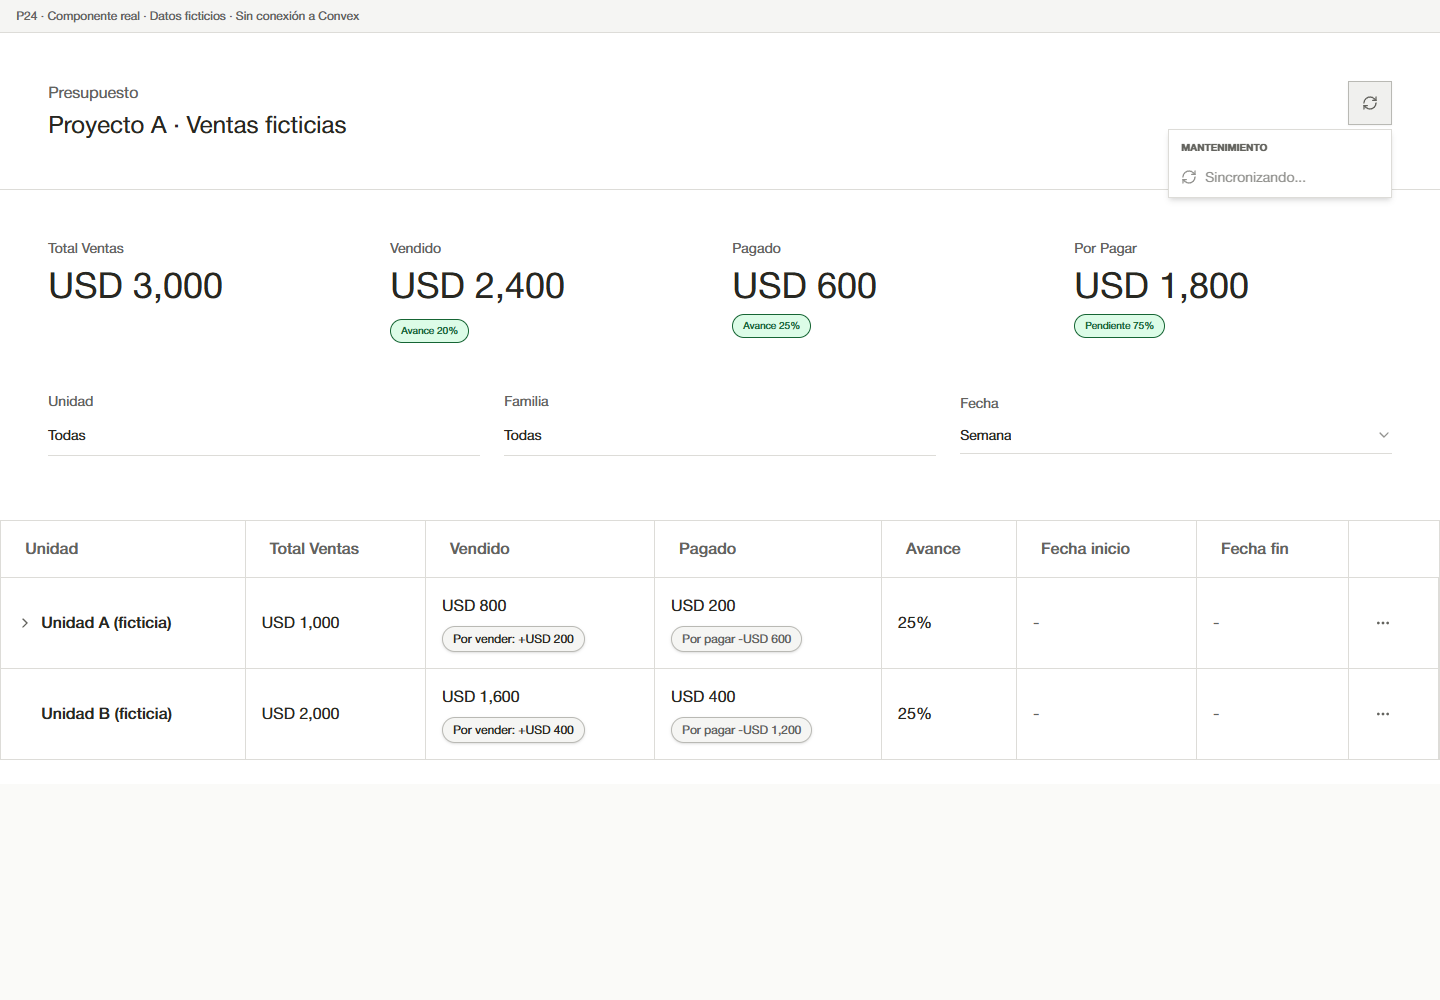 P24 · Componente real · Datos ficticios · Sin conexión a Convex
Presupuesto
Proyecto A · Ventas ficticias
MANTENIMIENTO
Sincronizando...
Total Ventas
USD 3,000
Vendido
USD 2,400
Avance 20%
Pagado
USD 600
Avance 25%
Por Pagar
USD 1,800
Pendiente 75%
Unidad
Todas
Familia
Todas
Fecha
Semana
Unidad Total Ventas Vendido Pagado Avance Fecha inicio Fecha fin
Unidad A (ficticia) USD 1,000 USD 800 USD 200 25% - -
Por vender: +USD 200 Por pagar -USD 600
Unidad B (ficticia) USD 2,000 USD 1,600 USD 400 25% - -
Por vender: +USD 400 Por pagar -USD 1,200